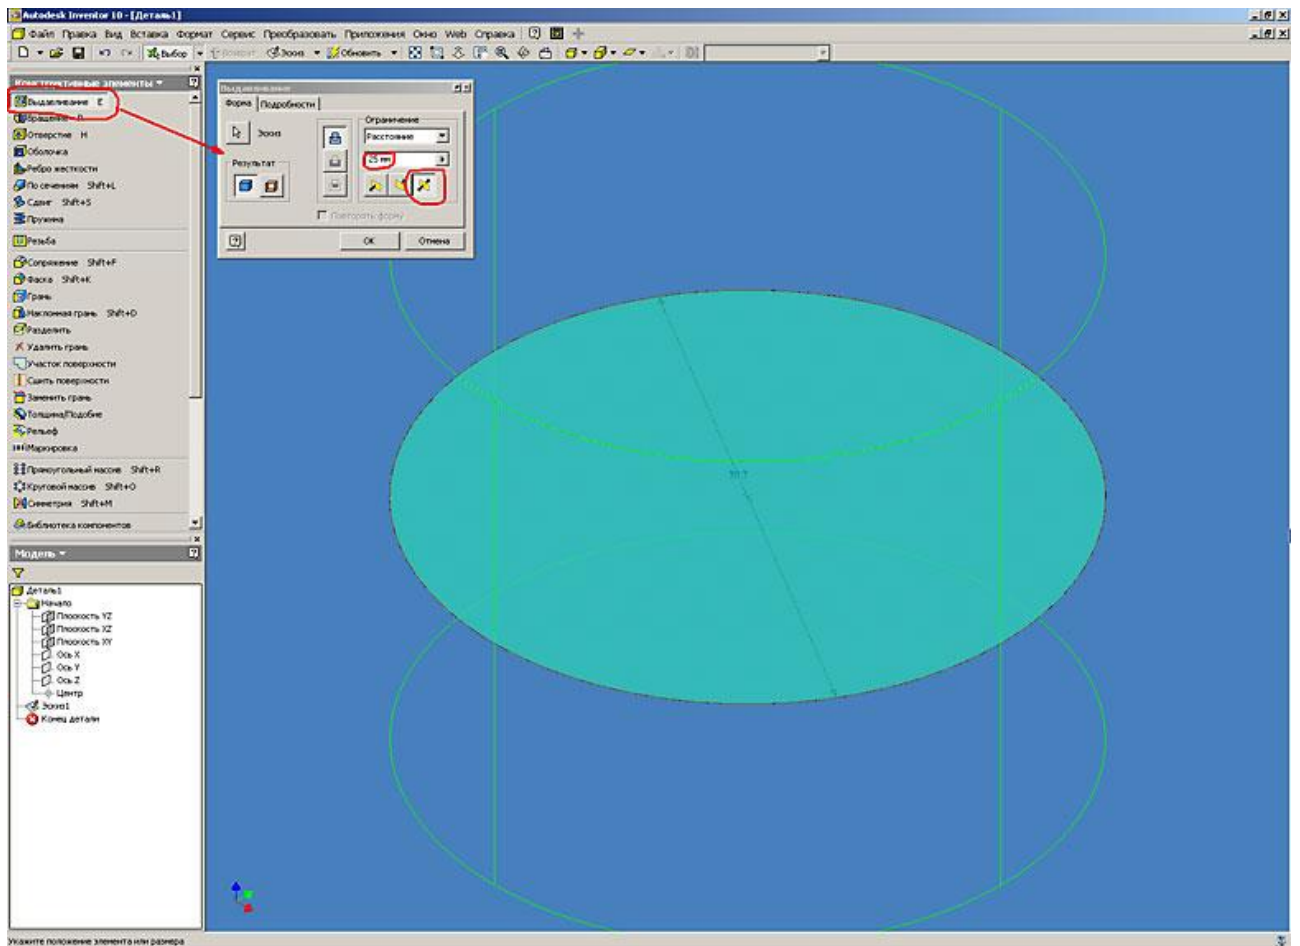 Autodesk Inventor 10 - [Деталь1]
Файл Правка Вид Вставка Формат Сервис Преобразовать Приложения Окно Web Справка
Выбор Возврат Эскиз Обновить
Конструктивные элементы
Выдавливание E
Вращение R
Отверстие H
Оболочка
Ребро жесткости
По сечениям Shift+L
Сдвиг Shift+S
Пружина
Резьба
Сопряжение Shift+F
Фаска Shift+K
Грань
Наклонная грань Shift+D
Разделить
Удалить грань
Участок поверхности
Сшить поверхности
Заменить грань
Толщина/Подобие
Рельеф
Маркировка
Прямоугольный массив Shift+R
Круговой массив Shift+O
Симметрия Shift+M
Библиотека компонентов
Выдавливание
Форма Подробности
Эскиз
Ограничение
Расстояние
25 mm
Результат
Повторять форму
OK Отмена
Модель
Деталь1
Начало
Плоскость YZ
Плоскость XZ
Плоскость XY
Ось X
Ось Y
Ось Z
Центр
Эскиз1
Конец детали
Укажите положение элемента или размера